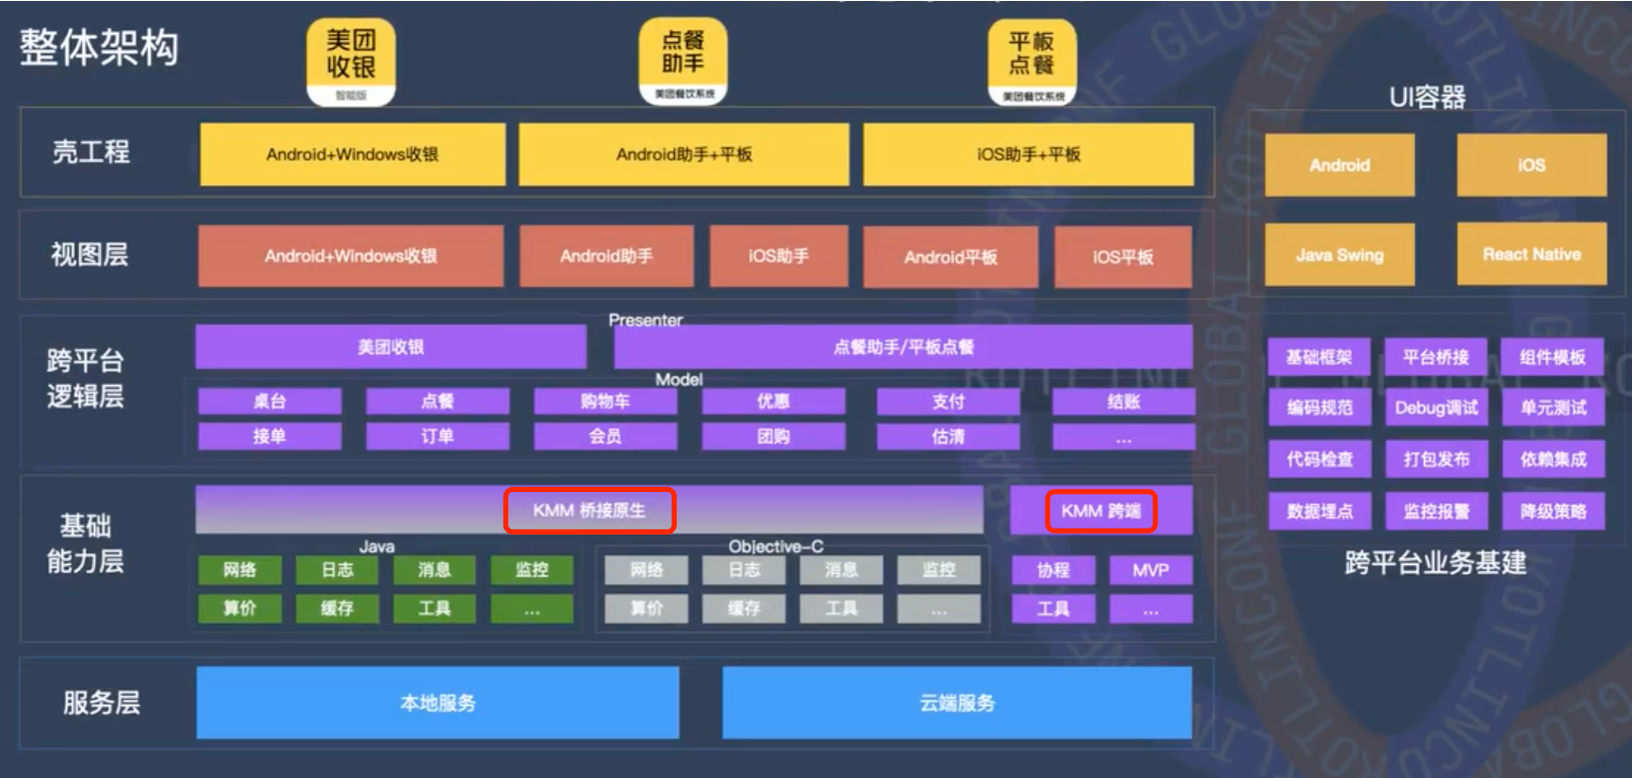 整体架构
美团
收银
智能版
点餐
助手
美团餐饮系统
平板
点餐
美团餐饮系统
UI容器
壳工程
Android+Windows收银
Android助手+平板
iOS助手+平板
Android
iOS
Java Swing
React Native
视图层
Android+Windows收银
Android助手
iOS助手
Android平板
iOS平板
跨平台
逻辑层
Presenter
美团收银
点餐助手/平板点餐
Model
桌台
点餐
购物车
优惠
支付
结账
接单
订单
会员
团购
估清
...
基础框架
平台桥接
组件模板
编码规范
Debug调试
单元测试
代码检查
打包发布
依赖集成
数据埋点
监控报警
降级策略
跨平台业务基建
基础
能力层
KMM 桥接原生
KMM 跨端
Java
网络
日志
消息
监控
算价
缓存
工具
...
Objective-C
网络
日志
消息
监控
算价
缓存
工具
...
协程
MVP
工具
...
服务层
本地服务
云端服务